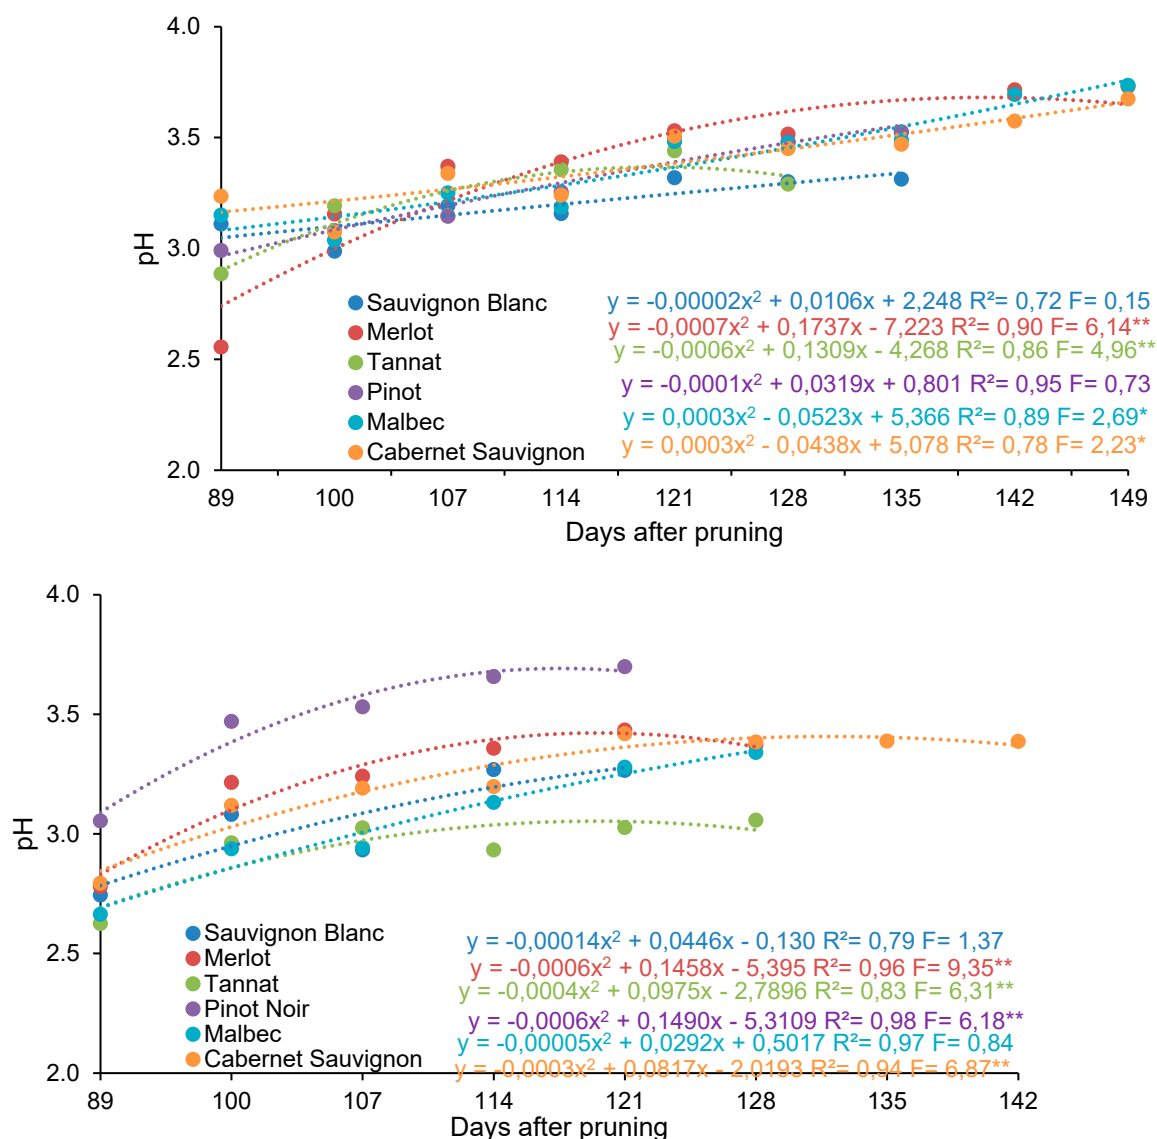 4.0
3.5
3.0
2.5
2.0
pH
Sauvignon Blanc
Merlot
Tannat
Pinot
Malbec
Cabernet Sauvignon
y = -0,00002x² + 0,0106x + 2,248 R²= 0,72 F= 0,15
y = -0,0007x² + 0,1737x - 7,223 R²= 0,90 F= 6,14**
y = -0,0006x² + 0,1309x - 4,268 R²= 0,86 F= 4,96**
y = -0,0001x² + 0,0319x + 0,801 R²= 0,95 F= 0,73
y = 0,0003x² - 0,0523x + 5,366 R²= 0,89 F= 2,69*
y = 0,0003x² - 0,0438x + 5,078 R²= 0,78 F= 2,23*
89 100 107 114 121 128 135 142 149
Days after pruning
4.0
3.5
3.0
2.5
2.0
pH
Sauvignon Blanc
Merlot
Tannat
Pinot Noir
Malbec
Cabernet Sauvignon
y = -0,00014x² + 0,0446x - 0,130 R²= 0,79 F= 1,37
y = -0,0006x² + 0,1458x - 5,395 R²= 0,96 F= 9,35**
y = -0,0004x² + 0,0975x - 2,7896 R²= 0,83 F= 6,31**
y = -0,0006x² + 0,1490x - 5,3109 R²= 0,98 F= 6,18**
y = -0,00005x² + 0,0292x + 0,5017 R²= 0,97 F= 0,84
y = -0,0003x² + 0,0817x - 2,0193 R²= 0,94 F= 6,87**
89 100 107 114 121 128 135 142
Days after pruning